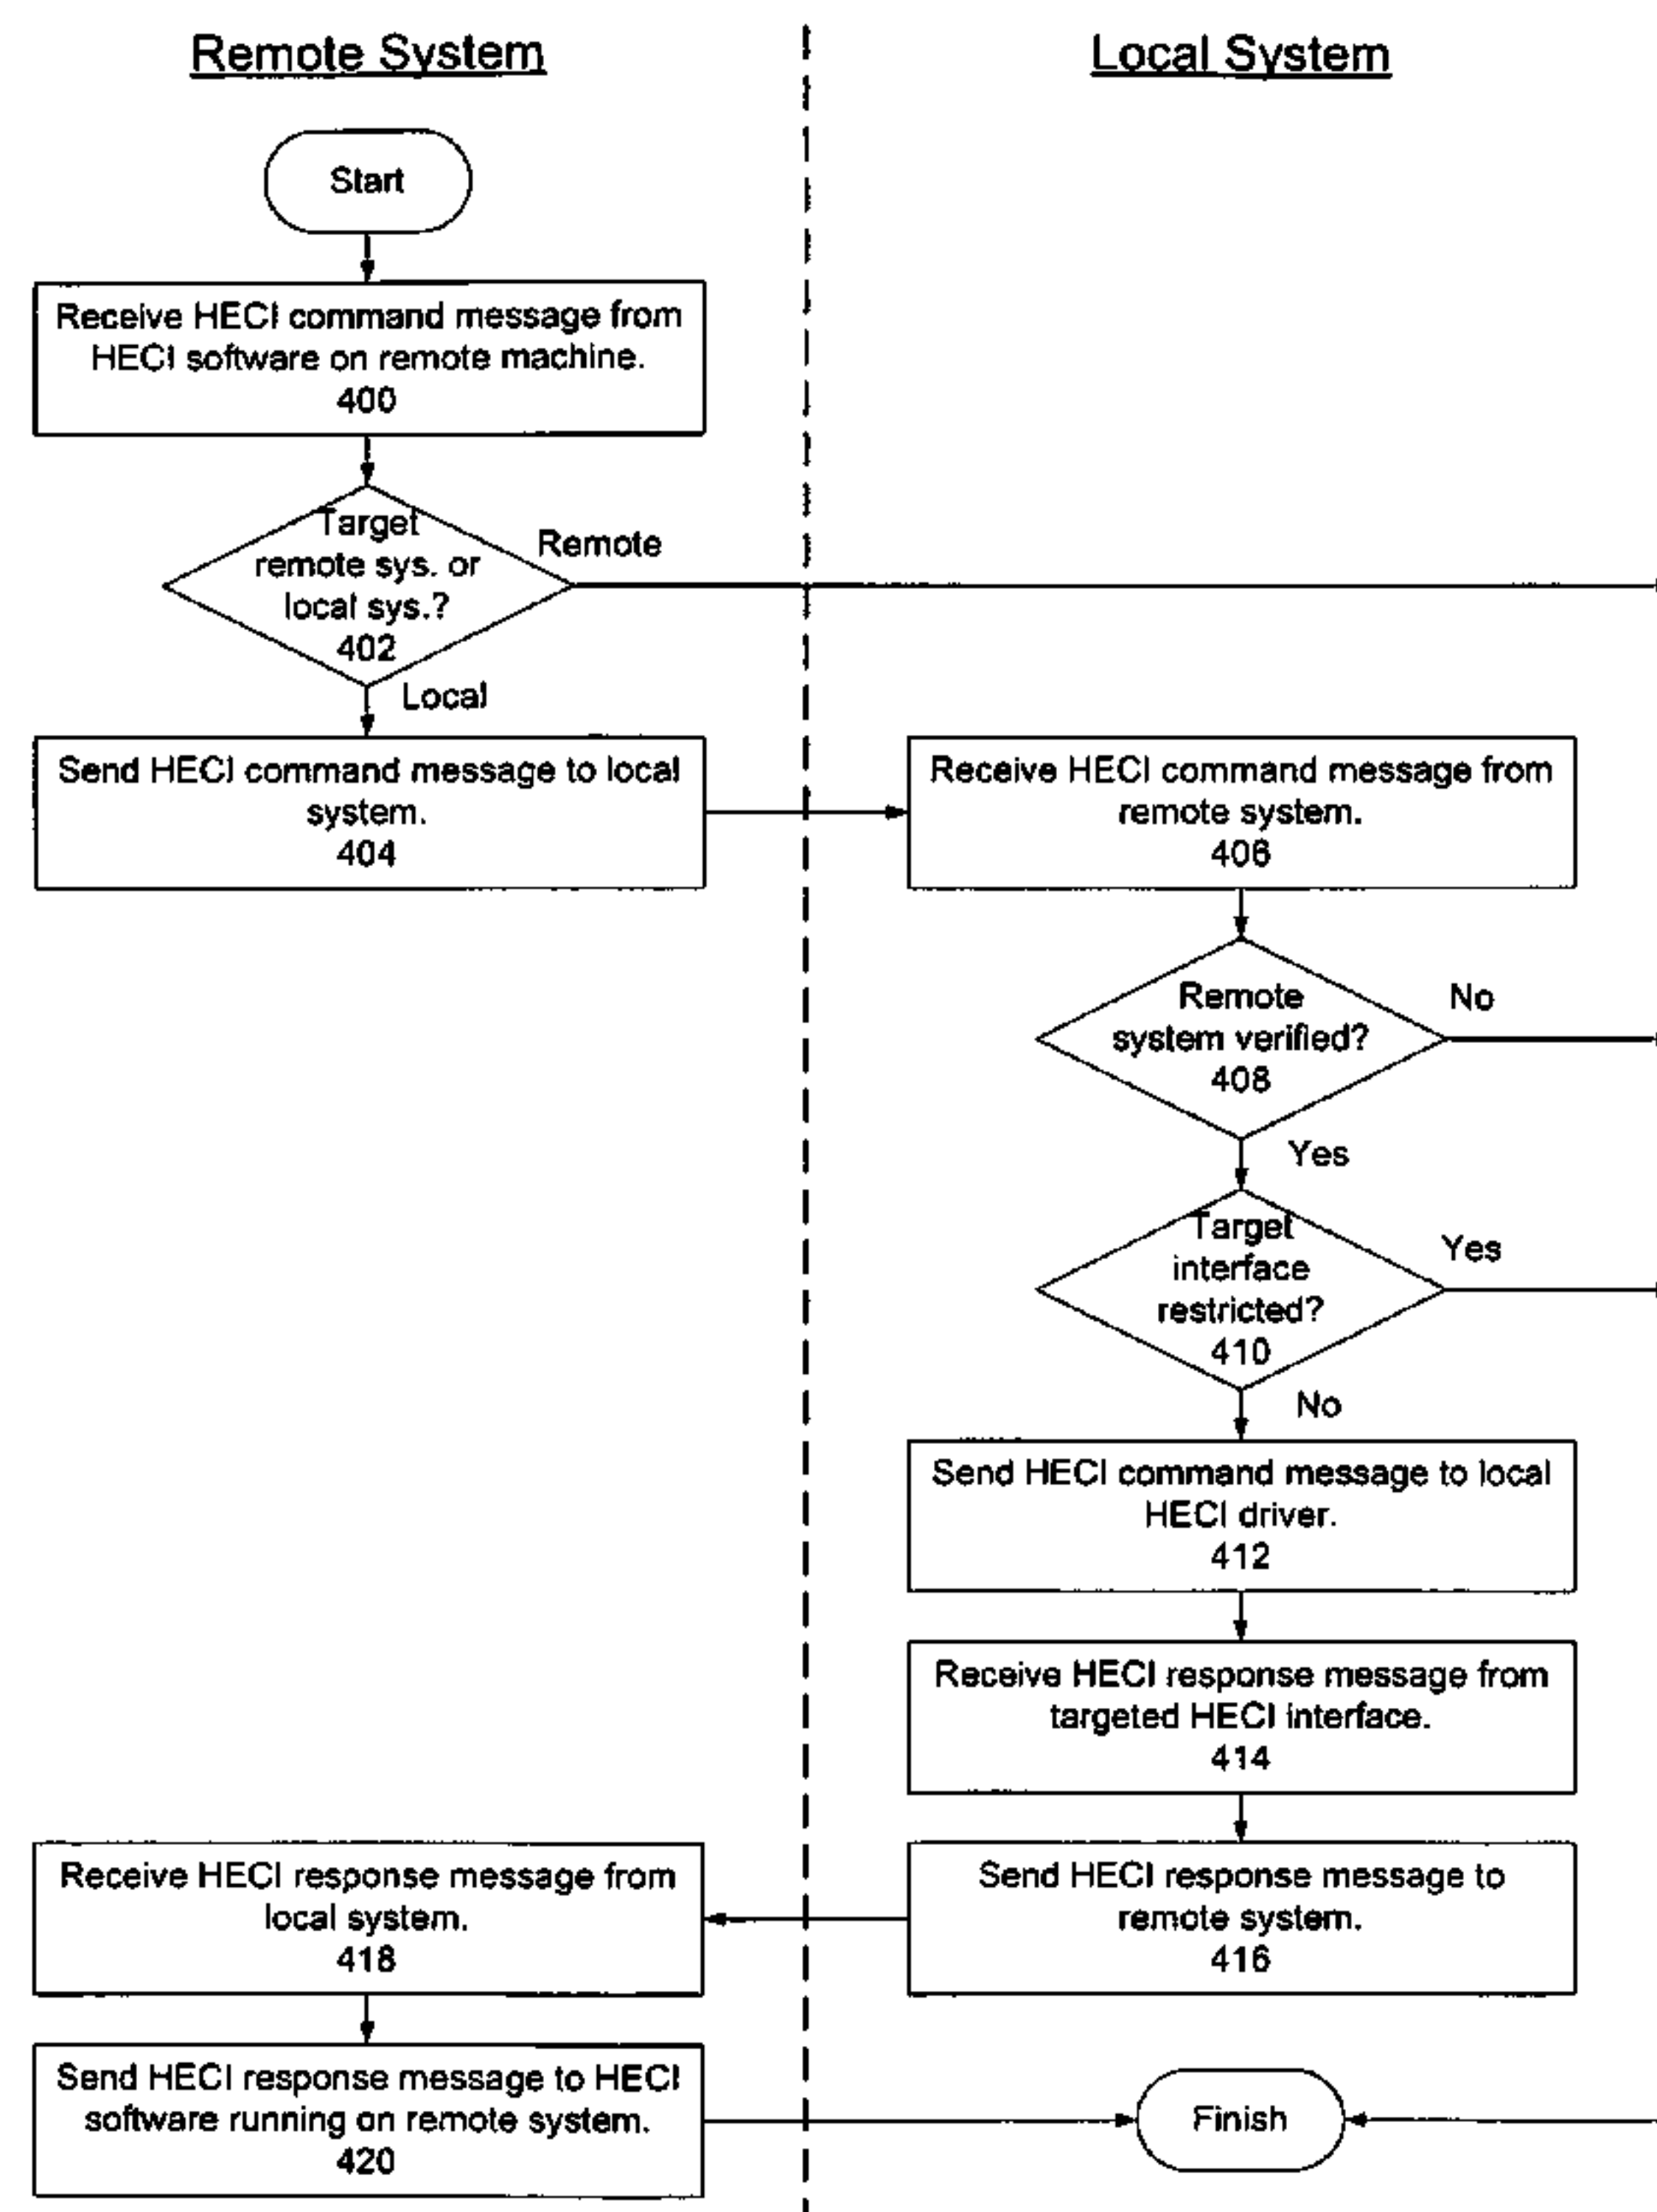 Remote System
Local System
Start
Receive HECI command message from
HECI software on remote machine.
400
Target
remote sys. or
local sys.?
402
Remote
Local
Send HECI command message to local
system.
404
Receive HECI command message from
remote system.
406
Remote
system verified?
408
No
Yes
Target
interface
restricted?
410
Yes
No
Send HECI command message to local
HECI driver.
412
Receive HECI response message from
targeted HECI interface.
414
Send HECI response message to
remote system.
416
Receive HECI response message from
local system.
418
Send HECI response message to HECI
software running on remote system.
420
Finish